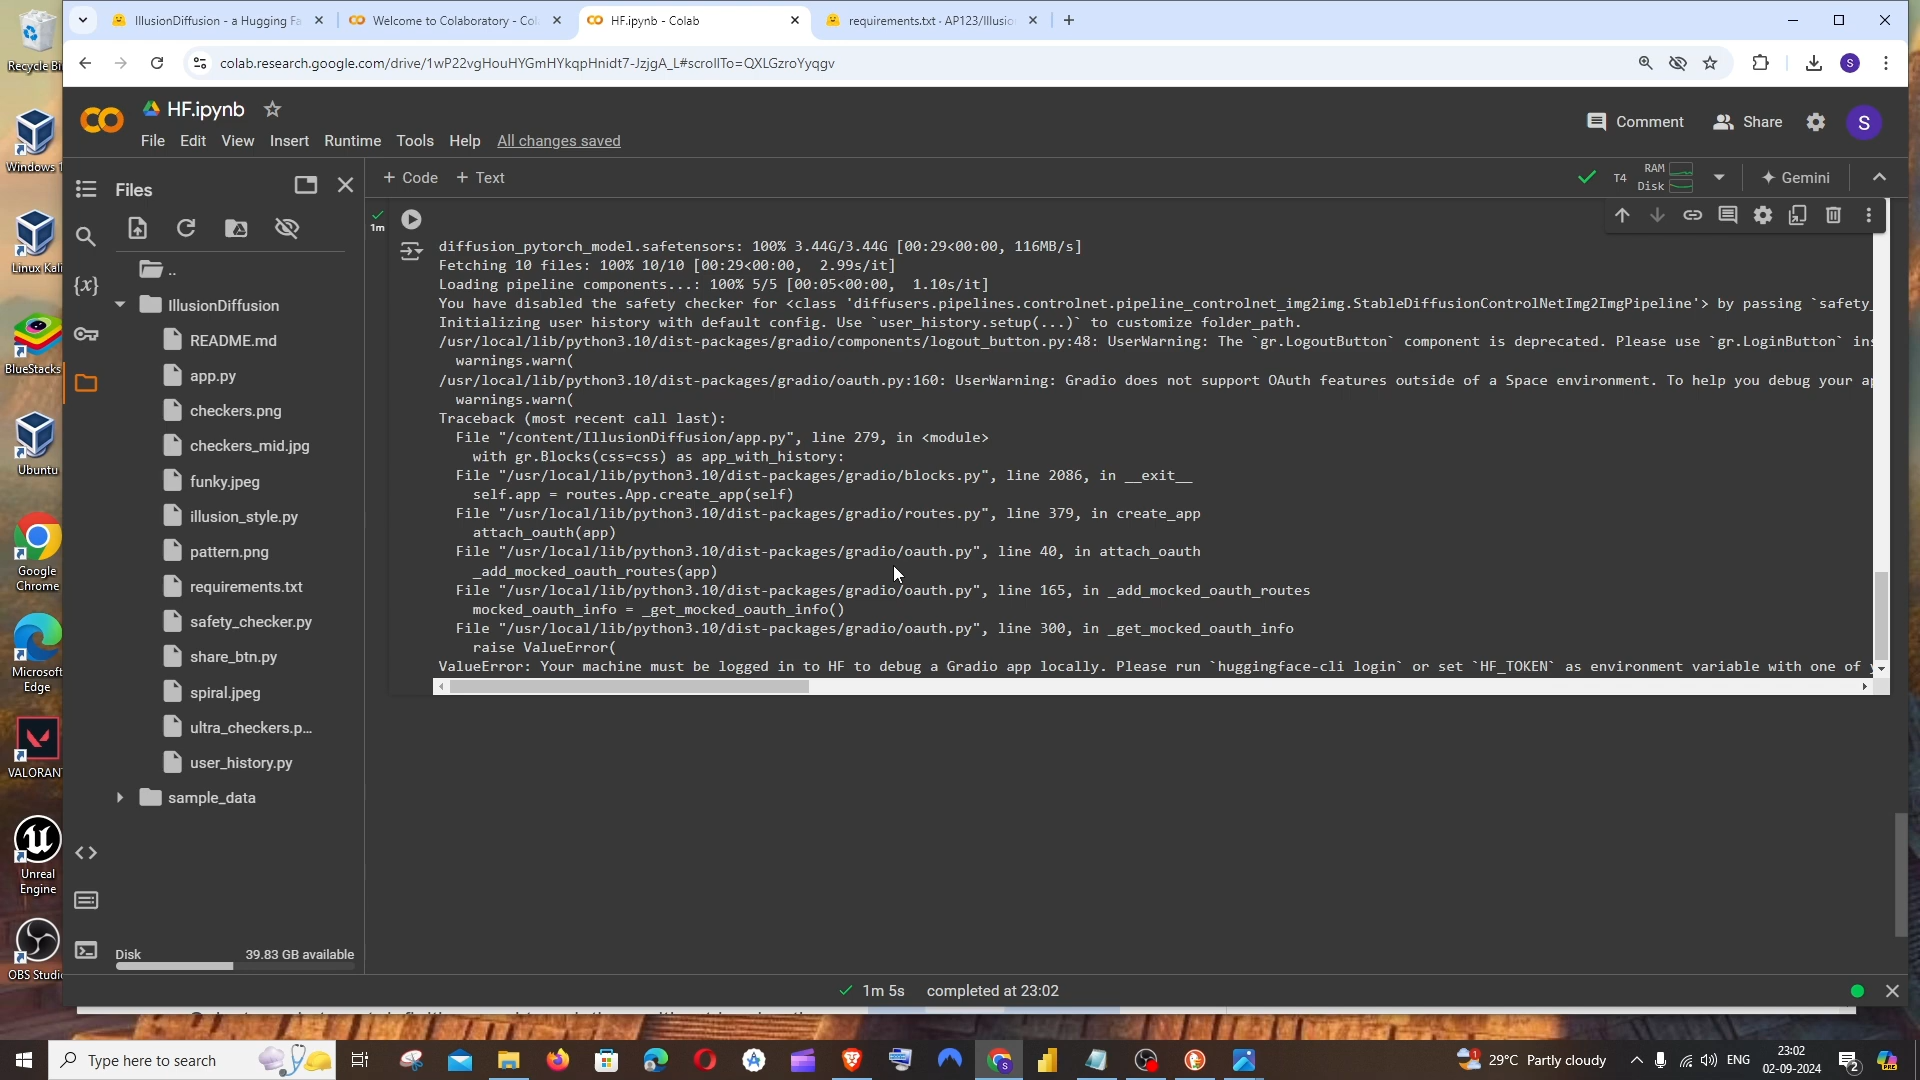 Recycle Bi
Windows 1
Linux Kali
BlueStacks
Ubuntu
Google
Chrome
Microsoft
Edge
VALORAN
Unreal
Engine
OBS Studi
IllusionDiffusion - a Hugging Fa
Welcome to Colaboratory - Col
HF.ipynb - Colab
requirements.txt · AP123/Illusio
colab.research.google.com/drive/1wP22vgHouHYGmHYkqpHnidt7-JzjgA_L#scrollTo=QXLGzroYyqgv
S
HF.ipynb
File Edit View Insert Runtime Tools Help All changes saved
Comment Share S
Files
+ Code + Text
T4 RAM Disk Gemini
..
IllusionDiffusion
README.md
app.py
checkers.png
checkers_mid.jpg
funky.jpeg
illusion_style.py
pattern.png
requirements.txt
safety_checker.py
share_btn.py
spiral.jpeg
ultra_checkers.p...
user_history.py
sample_data
Disk 39.83 GB available
{x}
1m
diffusion_pytorch_model.safetensors: 100% 3.44G/3.44G [00:29<00:00, 116MB/s]
Fetching 10 files: 100% 10/10 [00:29<00:00,  2.99s/it]
Loading pipeline components...: 100% 5/5 [00:05<00:00,  1.10s/it]
You have disabled the safety checker for <class 'diffusers.pipelines.controlnet.pipeline_controlnet_img2img.StableDiffusionControlNetImg2ImgPipeline'> by passing `safety_
Initializing user history with default config. Use `user_history.setup(...)` to customize folder_path.
/usr/local/lib/python3.10/dist-packages/gradio/components/logout_button.py:48: UserWarning: The `gr.LogoutButton` component is deprecated. Please use `gr.LoginButton` ins
warnings.warn(
/usr/local/lib/python3.10/dist-packages/gradio/oauth.py:160: UserWarning: Gradio does not support OAuth features outside of a Space environment. To help you debug your ap
warnings.warn(
Traceback (most recent call last):
File "/content/IllusionDiffusion/app.py", line 279, in <module>
with gr.Blocks(css=css) as app_with_history:
File "/usr/local/lib/python3.10/dist-packages/gradio/blocks.py", line 2086, in __exit__
self.app = routes.App.create_app(self)
File "/usr/local/lib/python3.10/dist-packages/gradio/routes.py", line 379, in create_app
attach_oauth(app)
File "/usr/local/lib/python3.10/dist-packages/gradio/oauth.py", line 40, in attach_oauth
_add_mocked_oauth_routes(app)
File "/usr/local/lib/python3.10/dist-packages/gradio/oauth.py", line 165, in _add_mocked_oauth_routes
mocked_oauth_info = _get_mocked_oauth_info()
File "/usr/local/lib/python3.10/dist-packages/gradio/oauth.py", line 300, in _get_mocked_oauth_info
raise ValueError(
ValueError: Your machine must be logged in to HF to debug a Gradio app locally. Please run `huggingface-cli login` or set `HF_TOKEN` as environment variable with one of y
1m 5s completed at 23:02
Type here to search
29°C Partly cloudy
ENG
23:02
02-09-2024
2